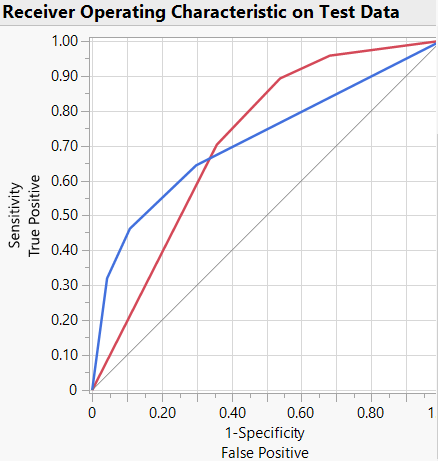 Receiver Operating Characteristic on Test Data
1.00
0.90
0.80
0.70
0.60
0.50
0.40
0.30
0.20
0.10
0
Sensitivity
True Positive
0 0.20 0.40 0.60 0.80 1
1-Specificity
False Positive